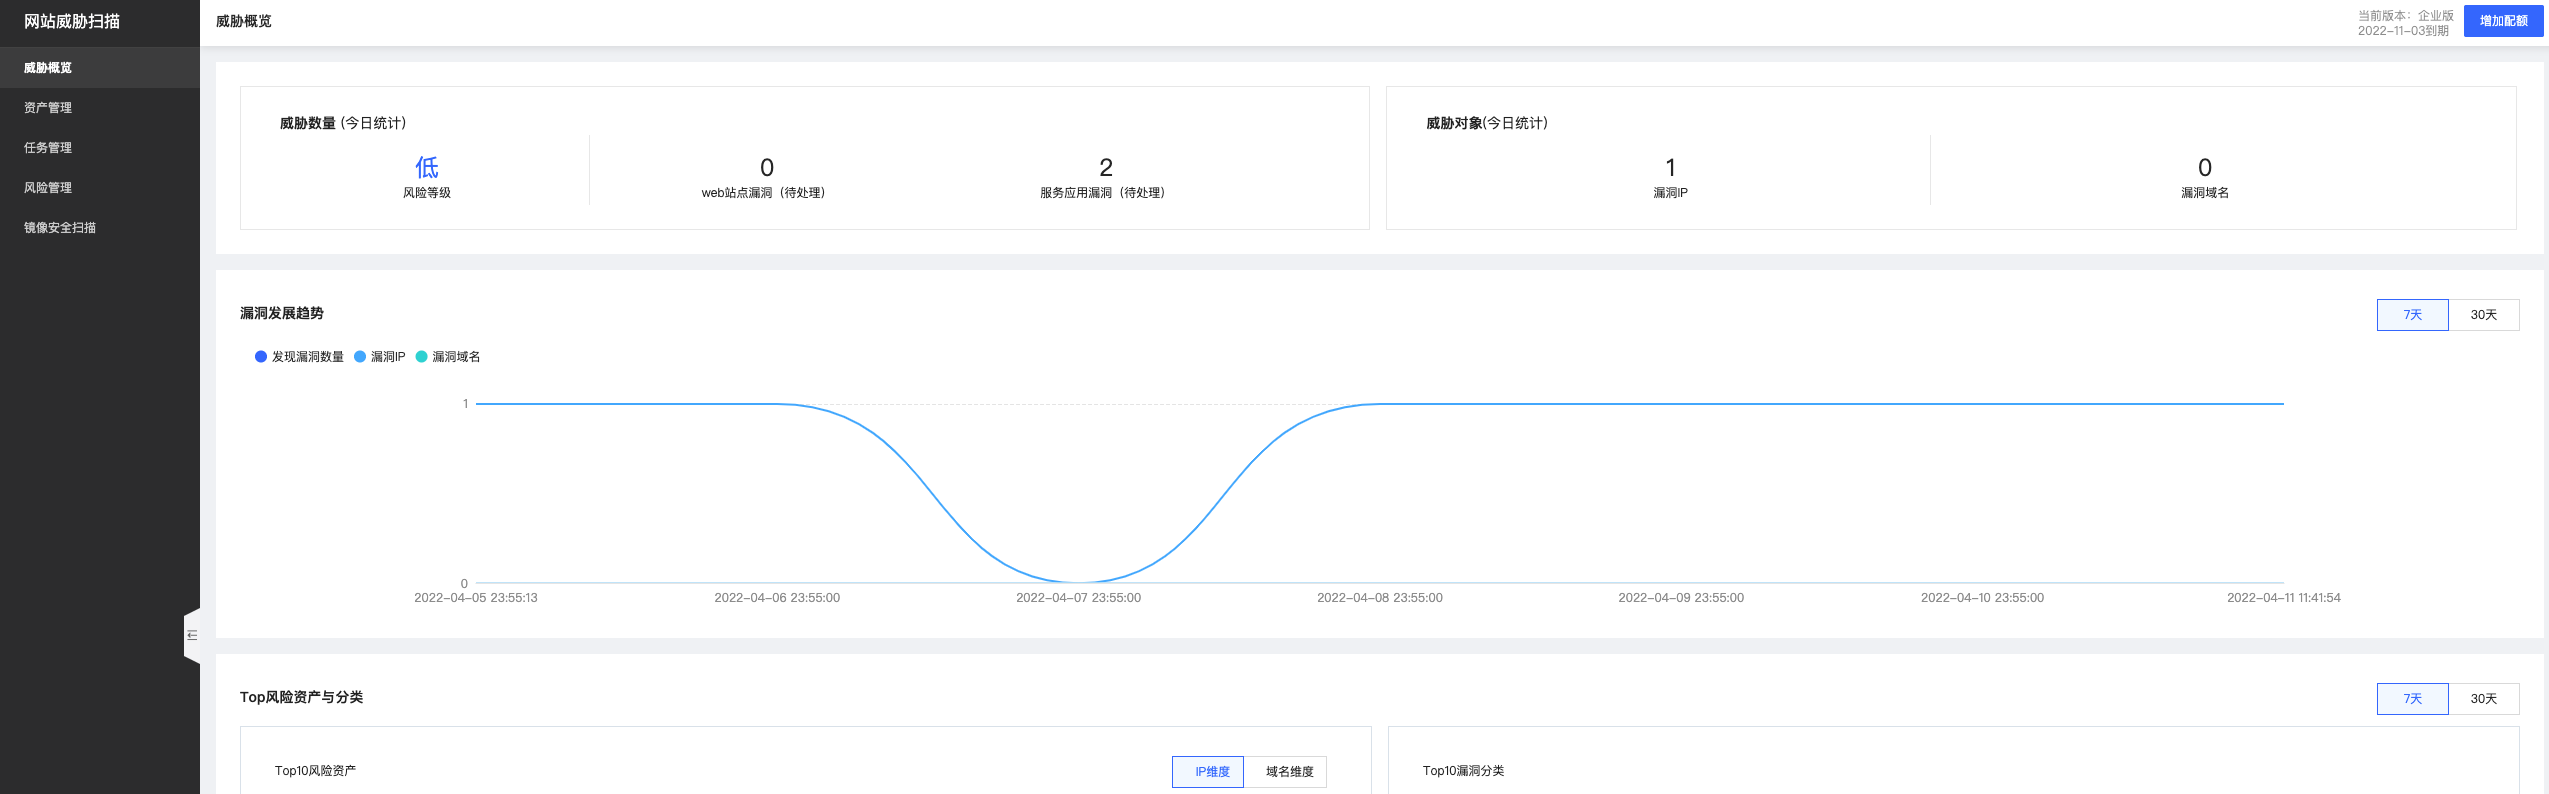 网站威胁扫描
威胁概览
资产管理
任务管理
风险管理
镜像安全扫描
威胁概览
当前版本：企业版
2022-11-03到期
增加配额
威胁数量 (今日统计)
低
风险等级
0
web站点漏洞（待处理）
2
服务应用漏洞（待处理）
威胁对象(今日统计)
1
漏洞IP
0
漏洞域名
漏洞发展趋势
7天
30天
发现漏洞数量
漏洞IP
漏洞域名
1
0
2022-04-05 23:55:13
2022-04-06 23:55:00
2022-04-07 23:55:00
2022-04-08 23:55:00
2022-04-09 23:55:00
2022-04-10 23:55:00
2022-04-11 11:41:54
Top风险资产与分类
7天
30天
Top10风险资产
IP维度
域名维度
Top10漏洞分类